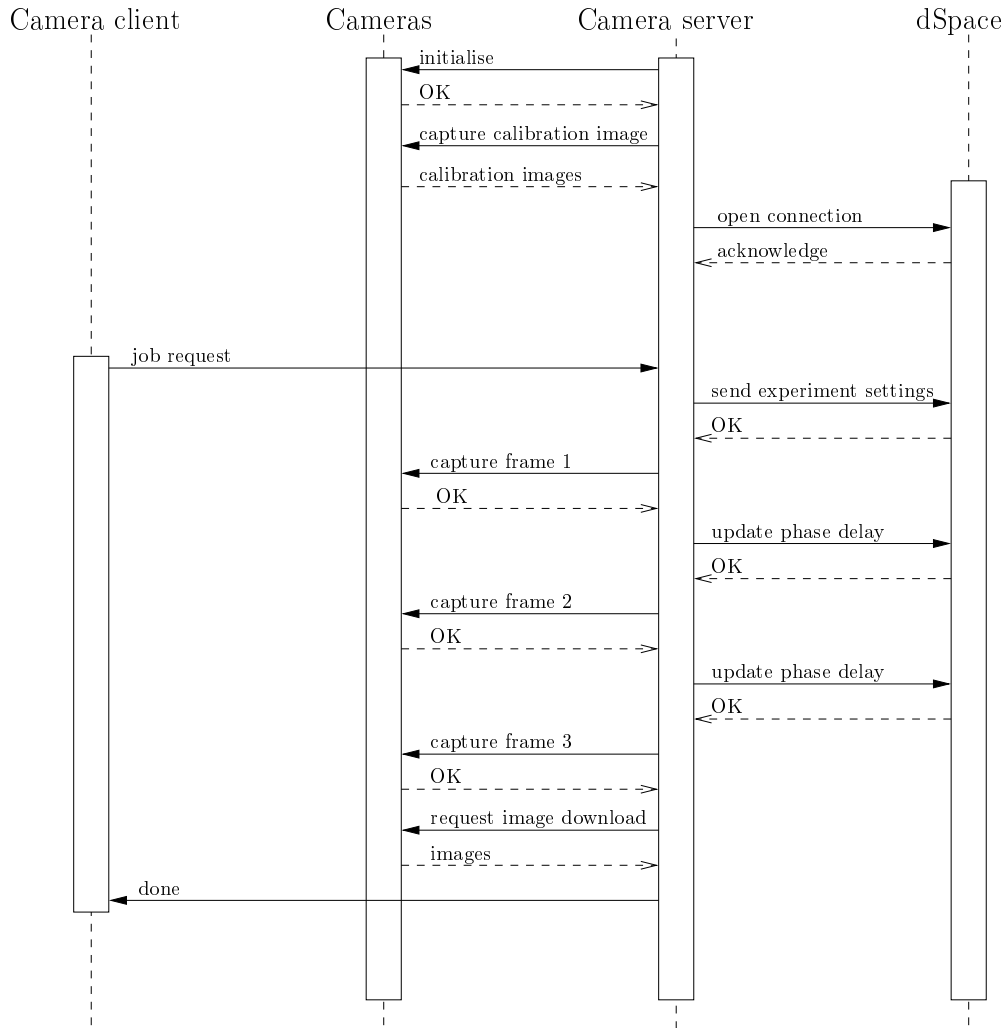 Camera client
Cameras
Camera server
dSpace
initialise
OK
capture calibration image
calibration images
open connection
acknowledge
job request
send experiment settings
OK
capture frame 1
OK
update phase delay
OK
capture frame 2
OK
update phase delay
OK
capture frame 3
OK
request image download
images
done